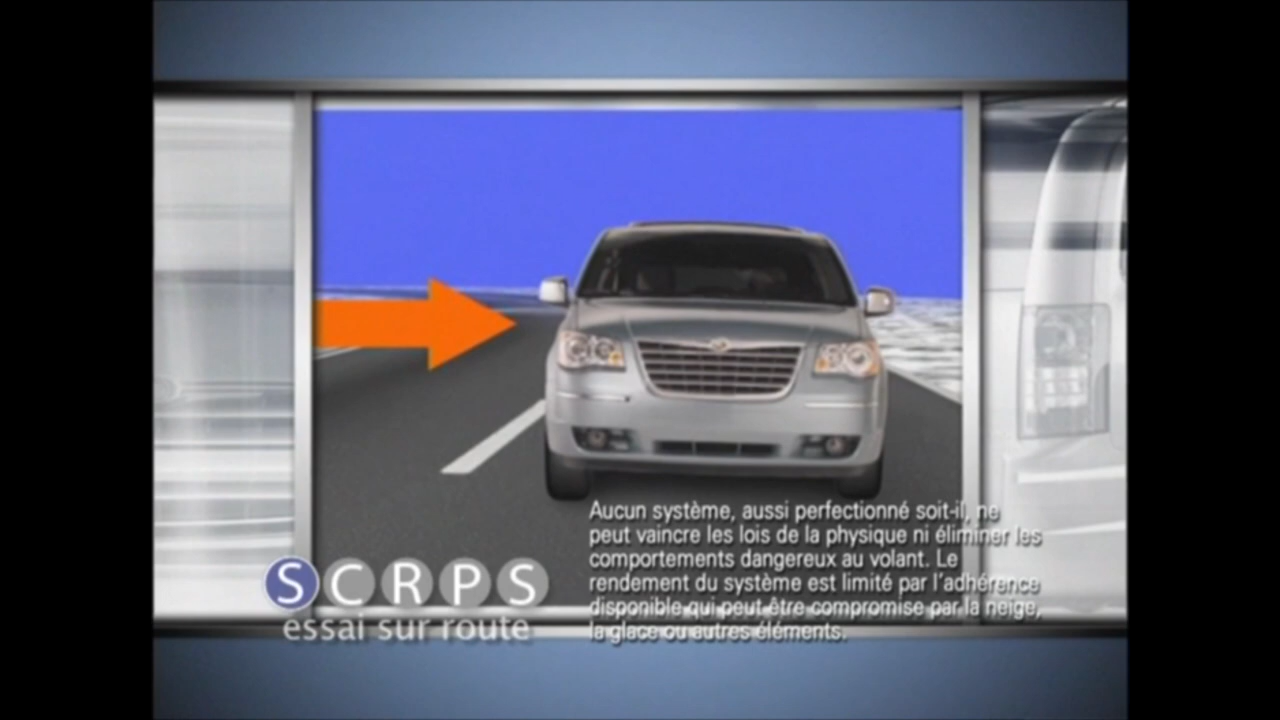 Aucun système, aussi perfectionné soit-il, ne
peut vaincre les lois de la physique ni éliminer les
comportements dangereux au volant. Le
rendement du système est limité par l'adhérence
disponible qui peut être compromise par la neige,
la glace ou autres éléments.
SCRPS
essai sur route